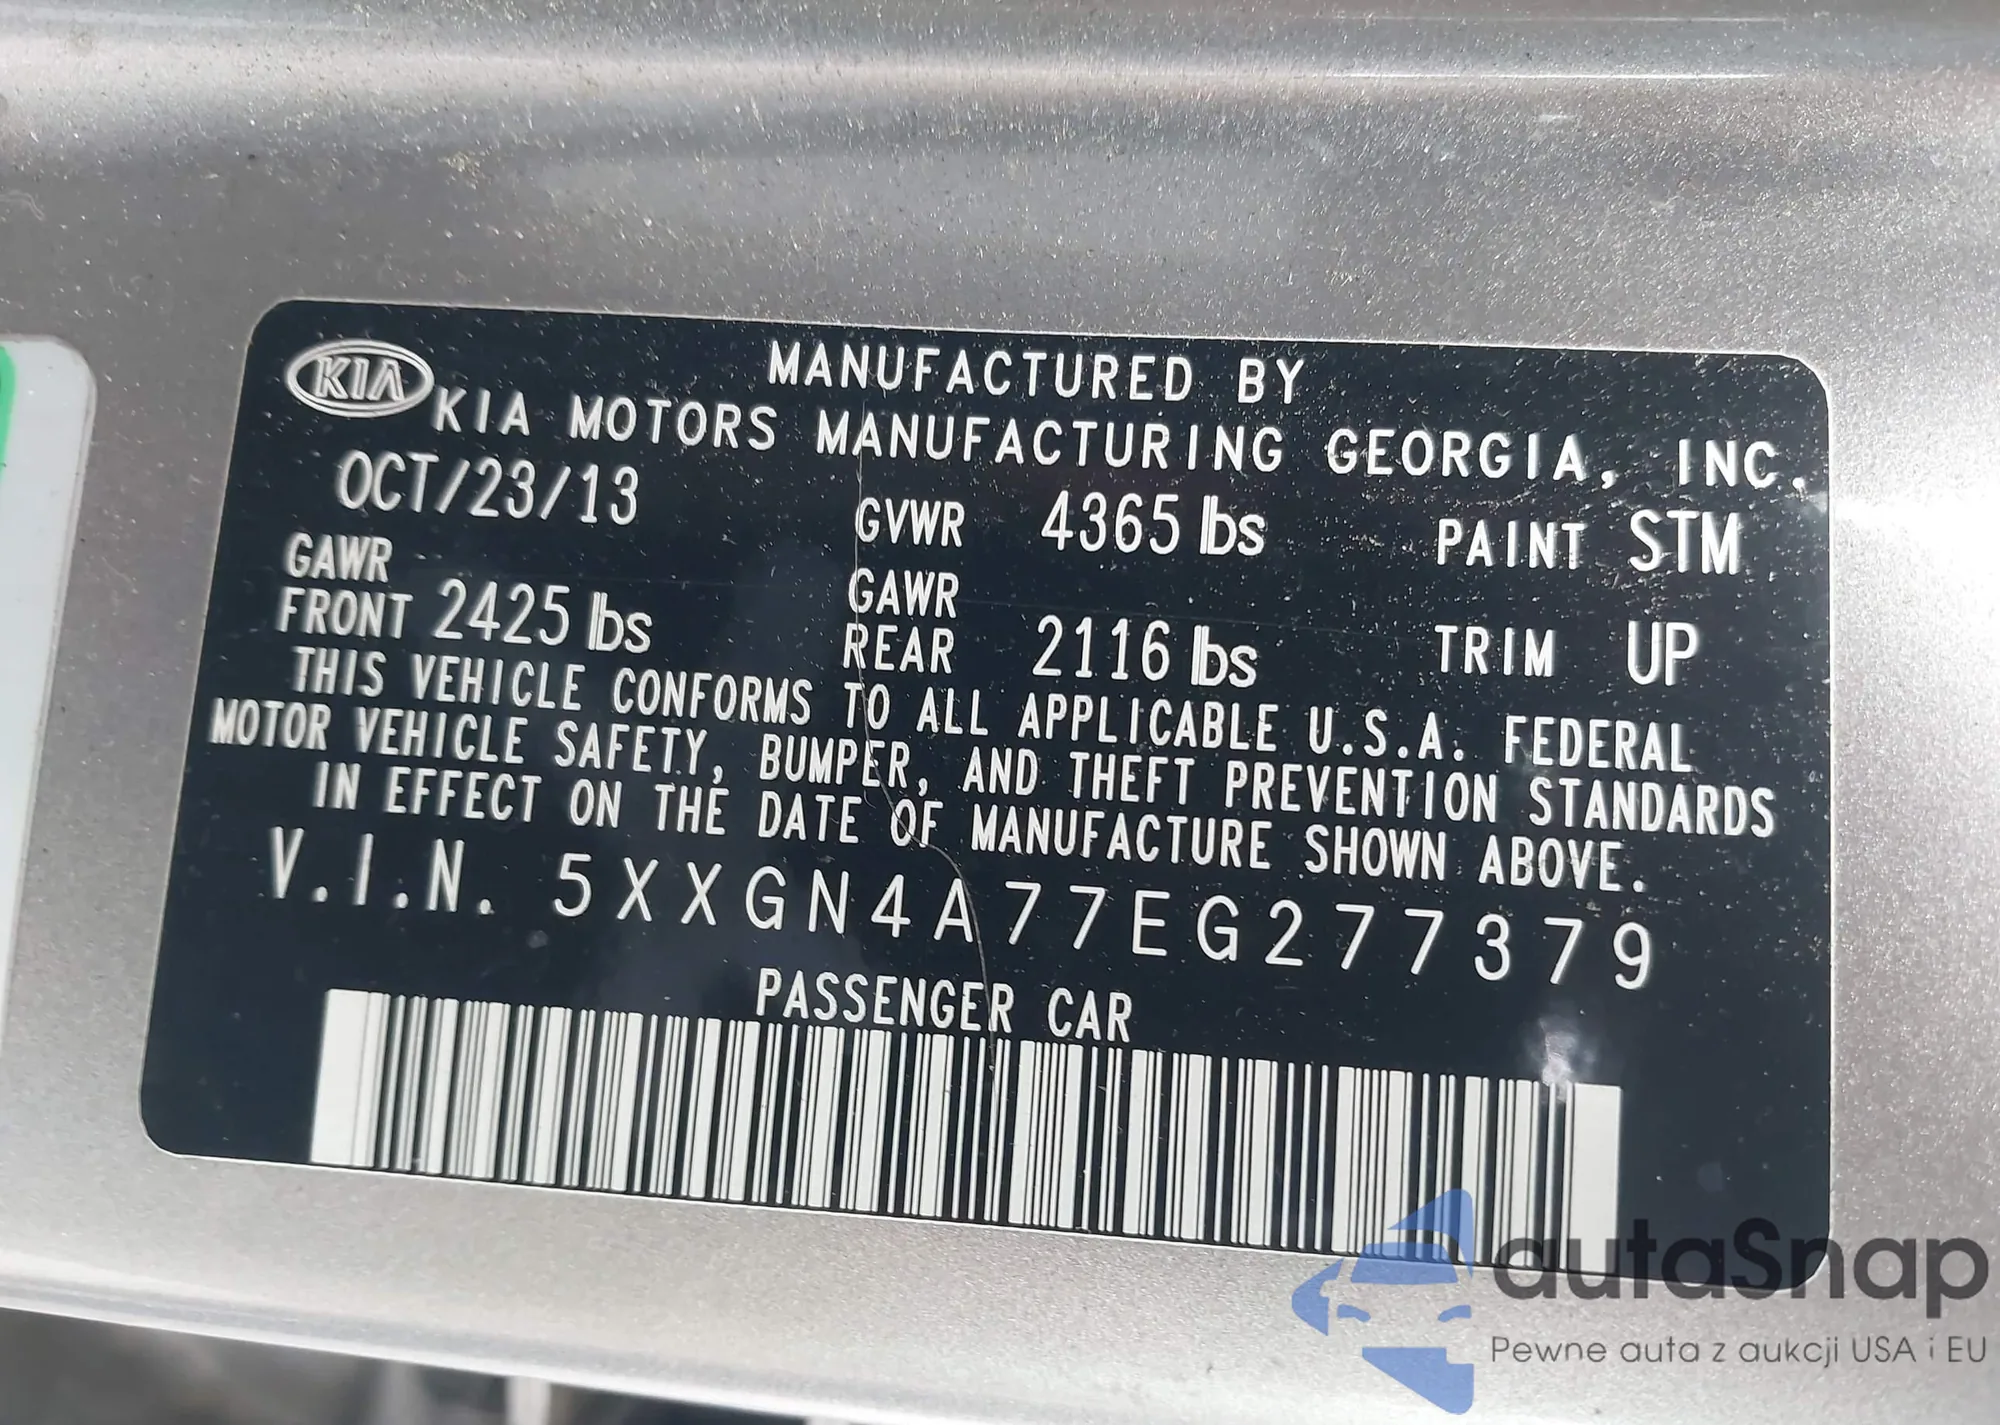 KIA
MANUFACTURED BY
KIA MOTORS MANUFACTURING GEORGIA, INC.
OCT/23/13 GVWR 4365 lbs PAINT STM
GAWR FRONT 2425 lbs GAWR REAR 2116 lbs TRIM UP
THIS VEHICLE CONFORMS TO ALL APPLICABLE U.S.A. FEDERAL
MOTOR VEHICLE SAFETY, BUMPER, AND THEFT PREVENTION STANDARDS
IN EFFECT ON THE DATE OF MANUFACTURE SHOWN ABOVE.
V.I.N. 5XXGN4A77EG277379
PASSENGER CAR
autaSnap
Pewne auta z aukcji USA i EU